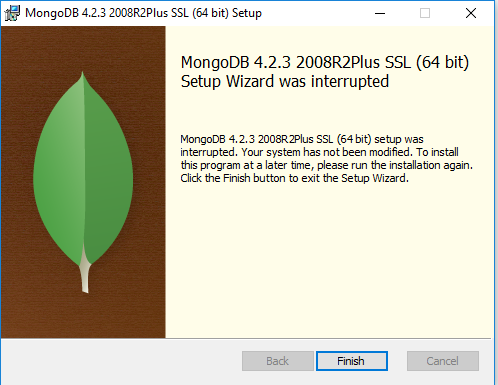 MongoDB 4.2.3 2008R2Plus SSL (64 bit) Setup
MongoDB 4.2.3 2008R2Plus SSL (64 bit)
Setup Wizard was interrupted
MongoDB 4.2.3 2008R2Plus SSL (64 bit) setup was
interrupted. Your system has not been modified. To install
this program at a later time, please run the installation again.
Click the Finish button to exit the Setup Wizard.
Back
Finish
Cancel